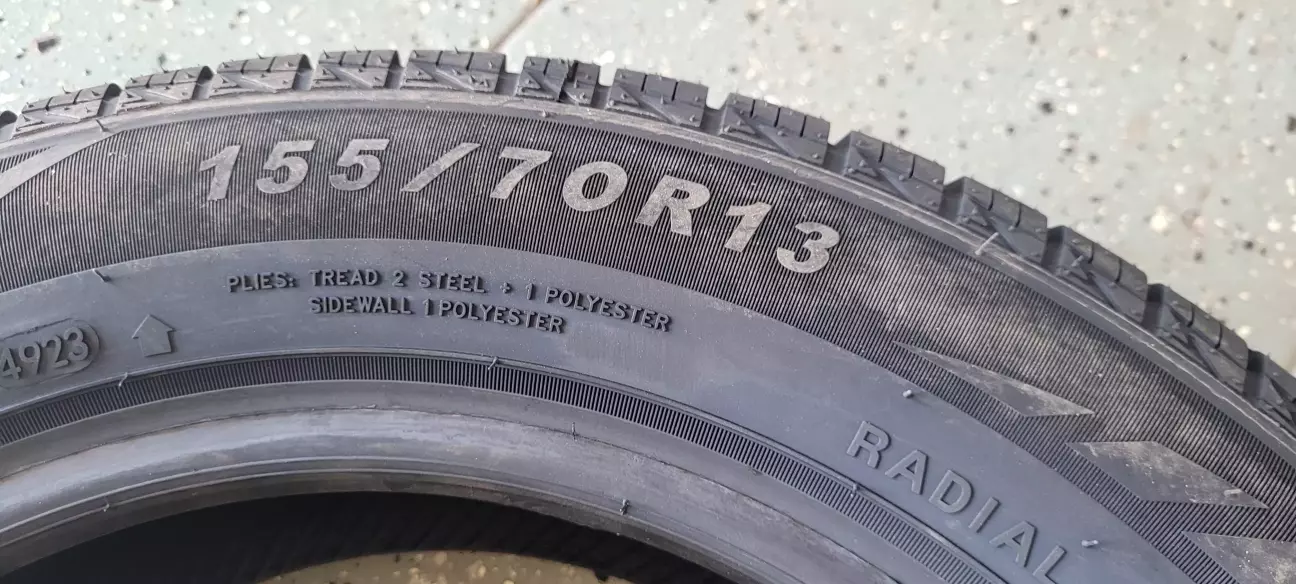 155/70R13
PLIES: TREAD 2 STEEL + 1 POLYESTER
SIDEWALL 1 POLYESTER
4923
RADIAL